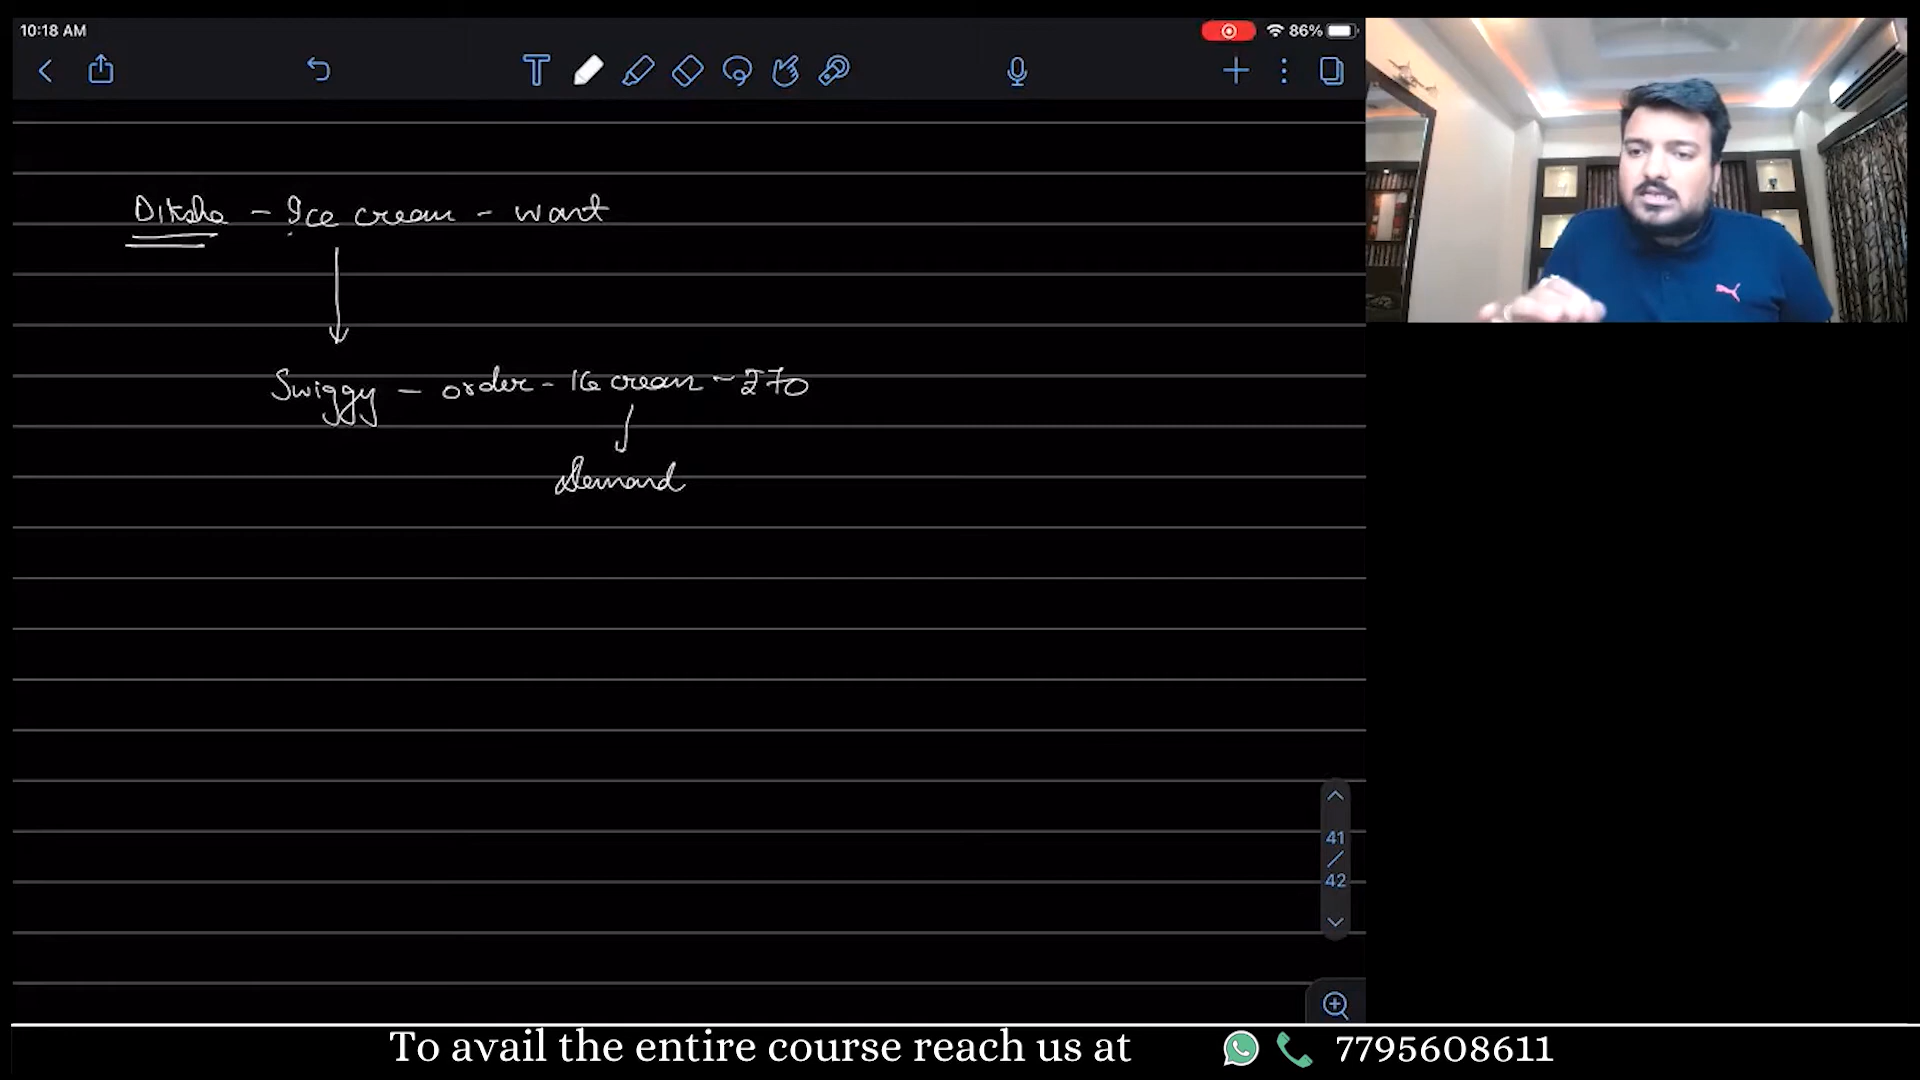 10:18 AM
86%
T
Diksha - Ice cream - want
Swiggy - order - Ice cream - ₹70
Demand
41
/
42
To avail the entire course reach us at 7795608611